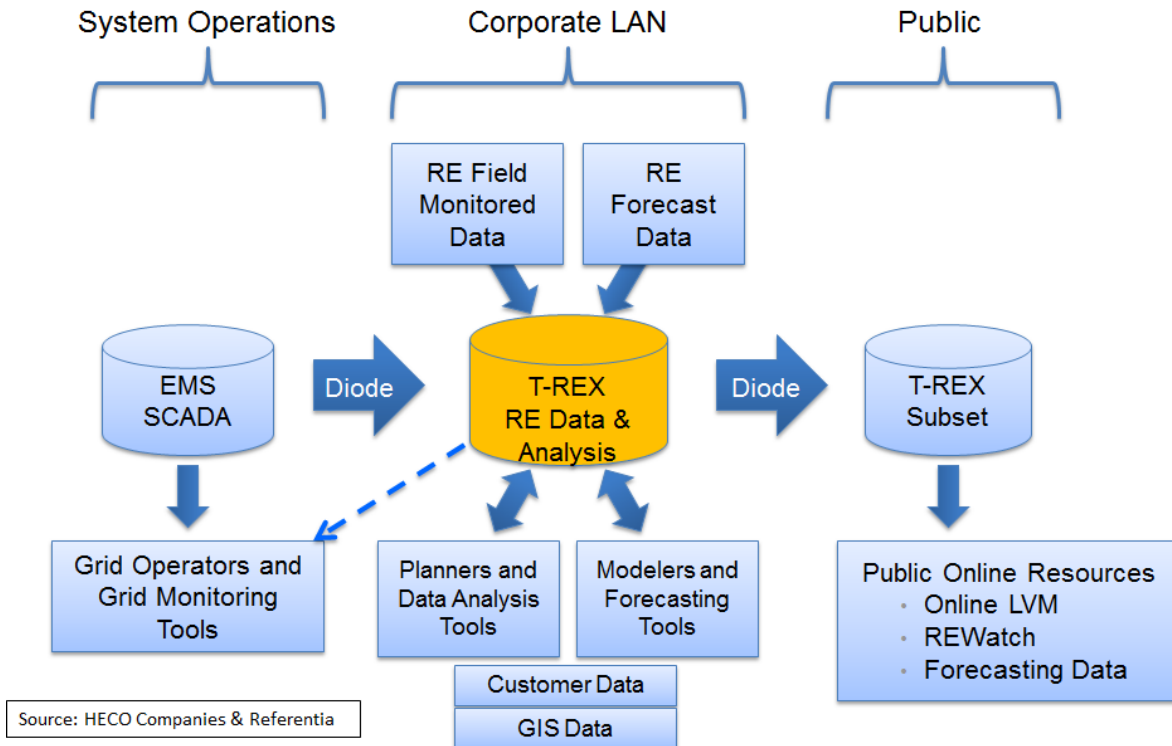 System Operations
Corporate LAN
Public
RE Field
Monitored
Data
RE
Forecast
Data
EMS
SCADA
Diode
T-REX
RE Data &
Analysis
Diode
T-REX
Subset
Grid Operators and
Grid Monitoring
Tools
Planners and
Data Analysis
Tools
Modelers and
Forecasting
Tools
Public Online Resources
• Online LVM
• REWatch
• Forecasting Data
Customer Data
GIS Data
Source: HECO Companies & Referentia